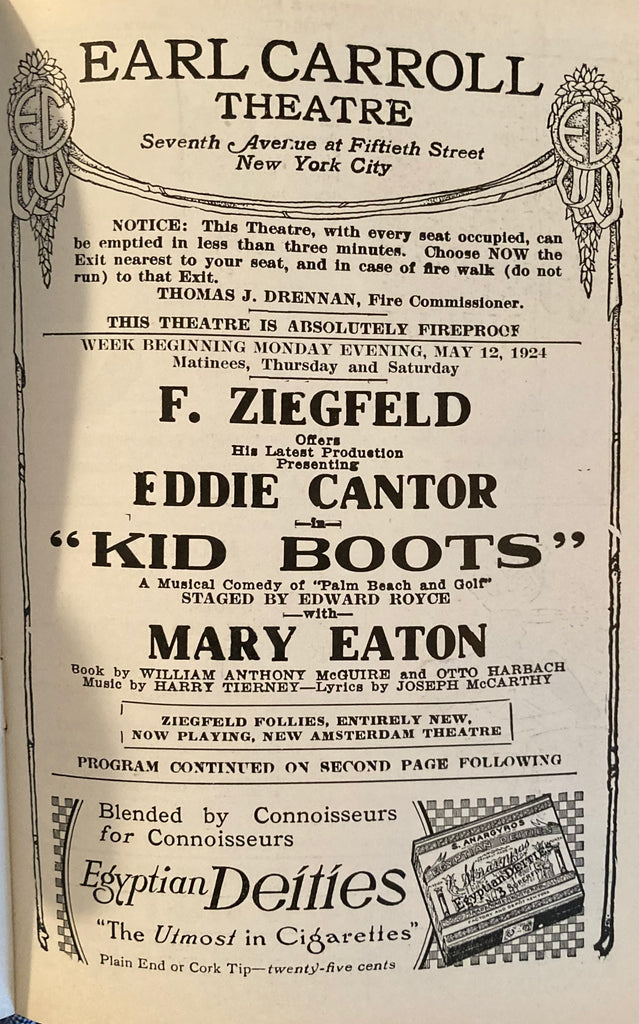 EARL CARROLL
THEATRE
Seventh Avenue at Fiftieth Street
New York City
EC
EC
NOTICE: This Theatre, with every seat occupied, can
be emptied in less than three minutes. Choose NOW the
Exit nearest to your seat, and in case of fire walk (do not
run) to that Exit.
THOMAS J. DRENNAN, Fire Commissioner.
THIS THEATRE IS ABSOLUTELY FIREPROOF
WEEK BEGINNING MONDAY EVENING, MAY 12, 1924
Matinees, Thursday and Saturday
F. ZIEGFELD
Offers
His Latest Production
Presenting
EDDIE CANTOR
—in—
“KID BOOTS”
A Musical Comedy of "Palm Beach and Golf"
STAGED BY EDWARD ROYCE
—with—
MARY EATON
Book by WILLIAM ANTHONY McGUIRE and OTTO HARBACH
Music by HARRY TIERNEY—Lyrics by JOSEPH McCARTHY
ZIEGFELD FOLLIES, ENTIRELY NEW,
NOW PLAYING, NEW AMSTERDAM THEATRE
PROGRAM CONTINUED ON SECOND PAGE FOLLOWING
Blended by Connoisseurs
for Connoisseurs
Egyptian Deities
"The Utmost in Cigarettes"
Plain End or Cork Tip—twenty-five cents
S. ANARGYROS
EGYPTIAN DEITIES